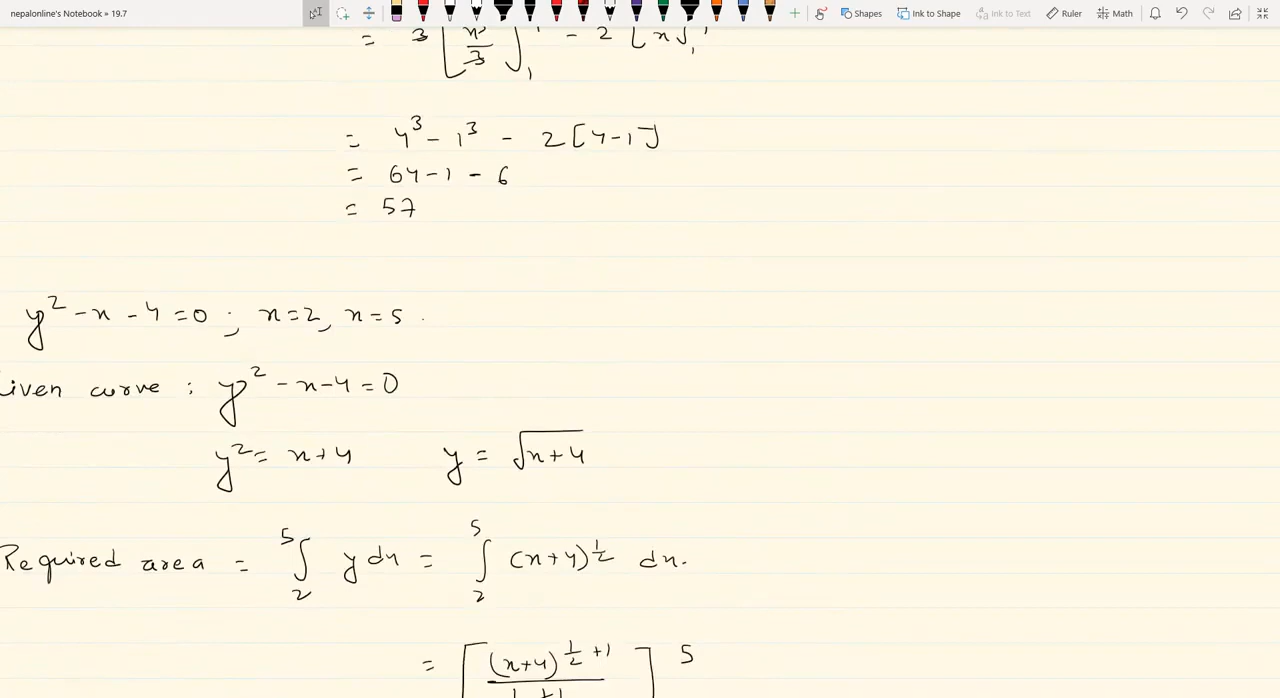 nepalonline's Notebook » 19.7
Shapes Ink to Shape Ink to Text Ruler Math
= 4³ - 1³ - 2[4-1]
= 64-1-6
= 57
y² - x - 4 = 0 ; x=2, x=5.
iven curve : y² - x - 4 = 0
y² = x+4 y = √x+4
Required area = ∫₂⁵ y dx = ∫₂⁵ (x+4)^½ dx.
= [(x+4)^½+1 5